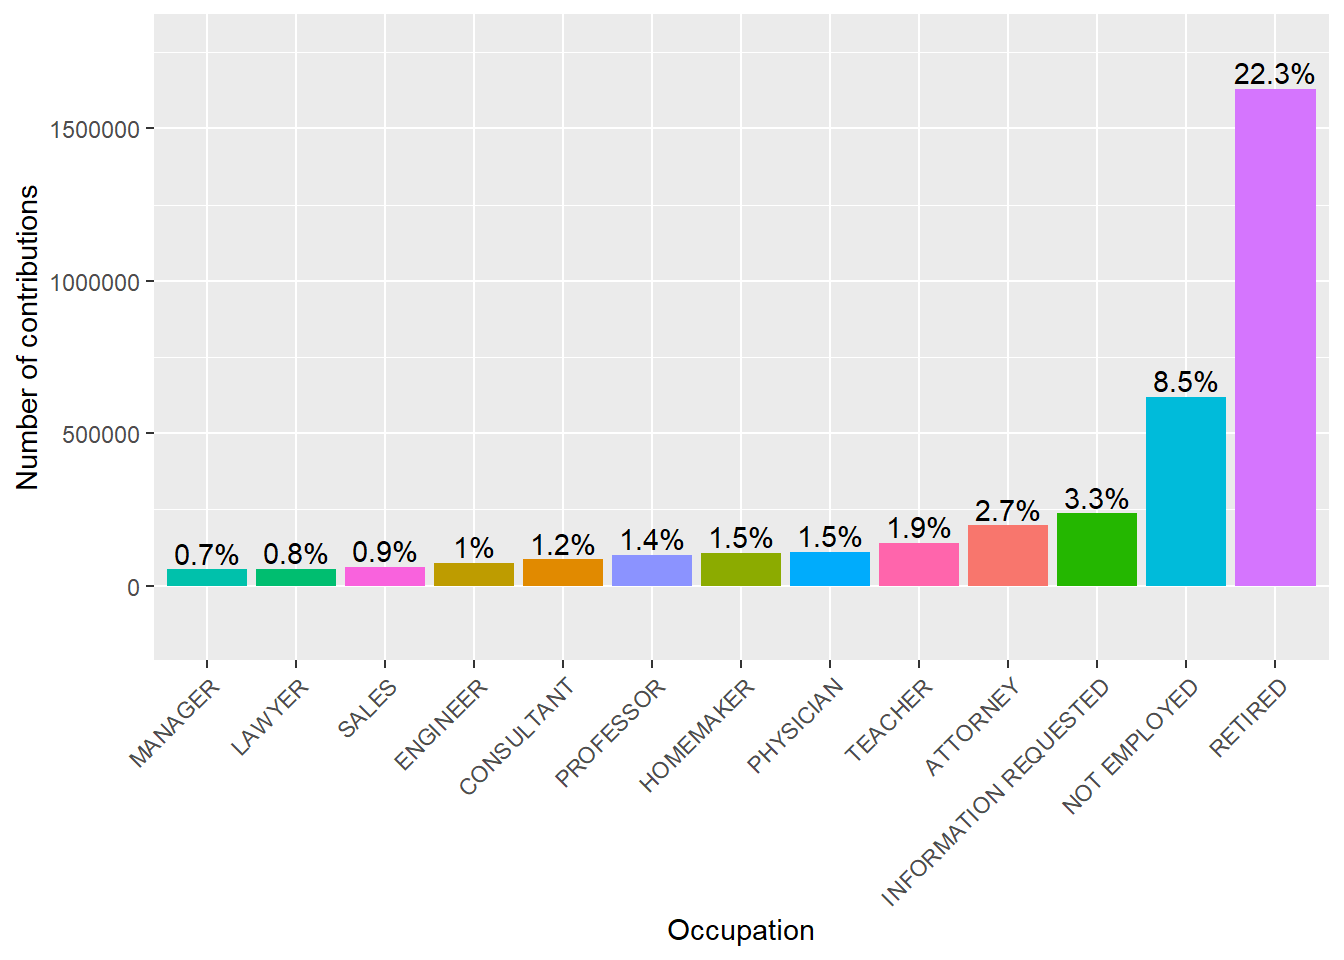 22.3%
1500000
Number of contributions
1000000
8.5%
500000
3.3%
2.7%
1.9%
1.5%
1.5%
1.4%
1.2%
1%
0.9%
0.8%
0.7%
0
MANAGER
LAWYER
SALES
ENGINEER
CONSULTANT
PROFESSOR
HOMEMAKER
PHYSICIAN
TEACHER
ATTORNEY
INFORMATION REQUESTED
NOT EMPLOYED
RETIRED
Occupation